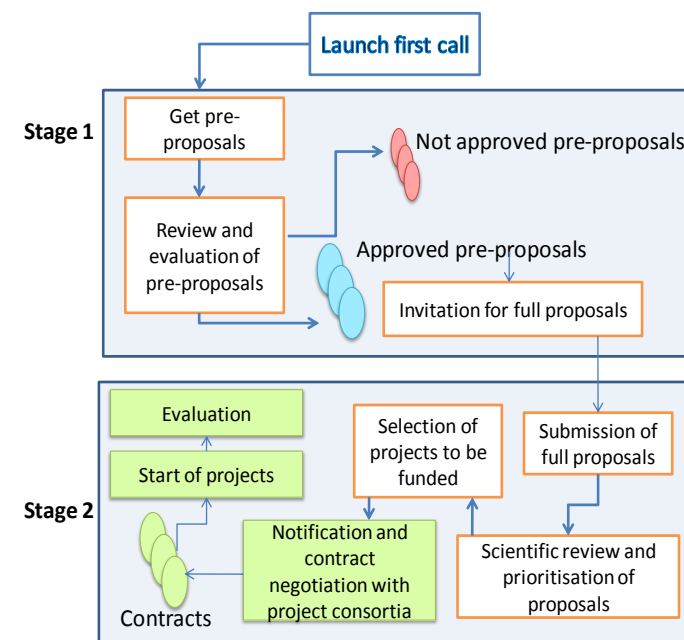 Launch first call
Stage 1
Get pre-
proposals
Not approved pre-proposals
Review and
evaluation of
pre-proposals
Approved pre-proposals
Invitation for full proposals
Stage 2
Evaluation
Start of projects
Contracts
Notification and
contract
negotiation with
project consortia
Selection of
projects to be
funded
Submission of
full proposals
Scientific review and
prioritisation of
proposals